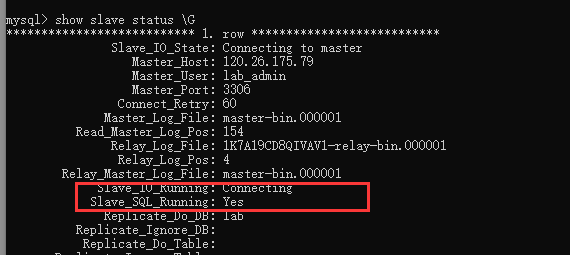 mysql> show slave status \G
*************************** 1. row ***************************
Slave_IO_State: Connecting to master
Master_Host: 120.26.175.79
Master_User: lab_admin
Master_Port: 3306
Connect_Retry: 60
Master_Log_File: master-bin.000001
Read_Master_Log_Pos: 154
Relay_Log_File: 1K7A19CD8QIVAV1-relay-bin.000001
Relay_Log_Pos: 4
Relay_Master_Log_File: master-bin.000001
Slave_IO_Running: Connecting
Slave_SQL_Running: Yes
Replicate_Do_DB: lab
Replicate_Ignore_DB:
Replicate_Do_Table: